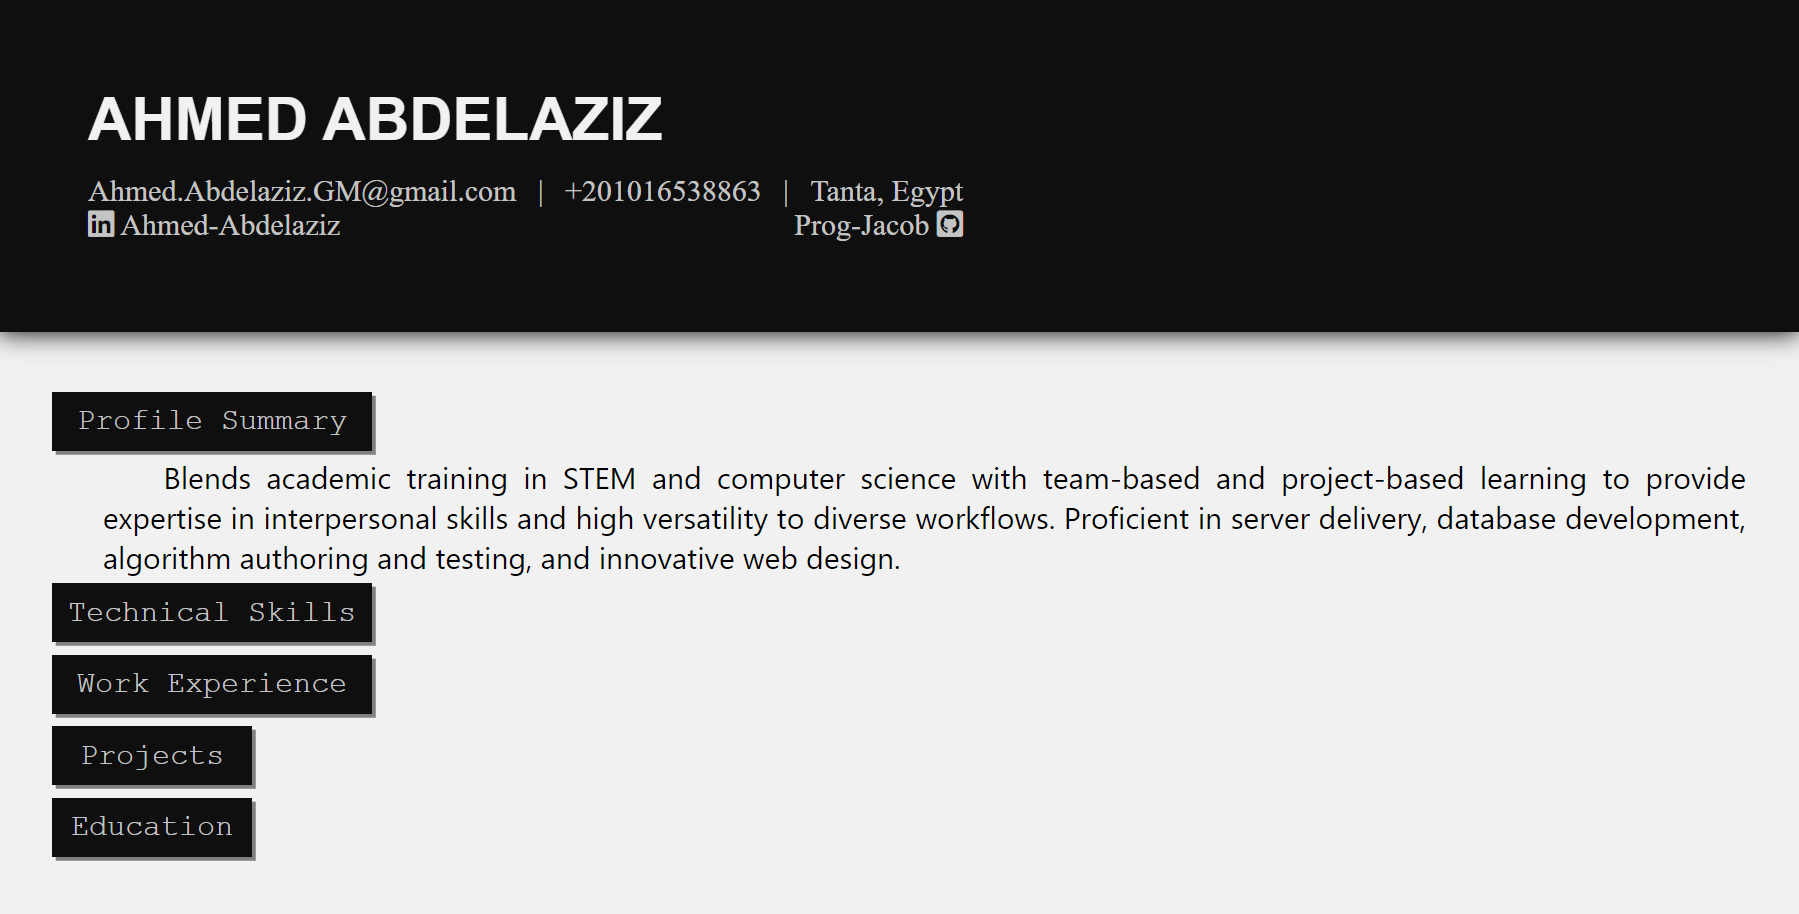 AHMED ABDELAZIZ
Ahmed.Abdelaziz.GM@gmail.com | +201016538863 | Tanta, Egypt
in Ahmed-Abdelaziz Prog-Jacob
Profile Summary
Blends academic training in STEM and computer science with team-based and project-based learning to provide
expertise in interpersonal skills and high versatility to diverse workflows. Proficient in server delivery, database development,
algorithm authoring and testing, and innovative web design.
Technical Skills
Work Experience
Projects
Education